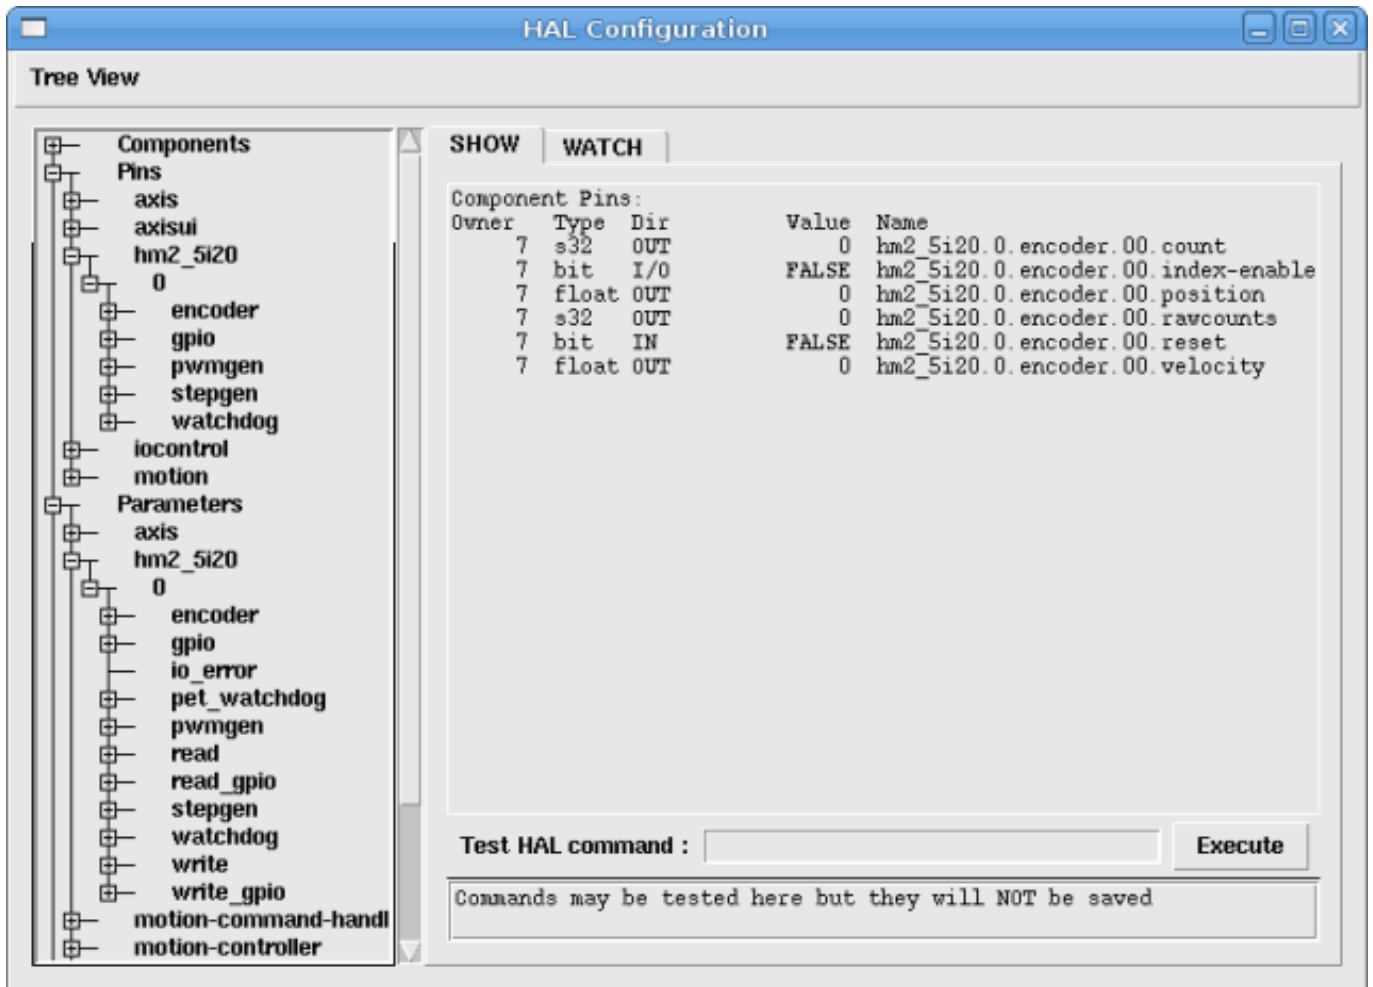 HAL Configuration
Tree View
Components
Pins
axis
axisui
hm2_5i20
0
encoder
gpio
pwmgen
stepgen
watchdog
iocontrol
motion
Parameters
axis
hm2_5i20
0
encoder
gpio
io_error
pet_watchdog
pwmgen
read
read_gpio
stepgen
watchdog
write
write_gpio
motion-command-handl
motion-controller
SHOW WATCH
Component Pins:
Owner Type Dir Value Name
7 s32 OUT 0 hm2_5i20.0.encoder.00.count
7 bit I/O FALSE hm2_5i20.0.encoder.00.index-enable
7 float OUT 0 hm2_5i20.0.encoder.00.position
7 s32 OUT 0 hm2_5i20.0.encoder.00.rawcounts
7 bit IN FALSE hm2_5i20.0.encoder.00.reset
7 float OUT 0 hm2_5i20.0.encoder.00.velocity
Test HAL command : Execute
Commands may be tested here but they will NOT be saved